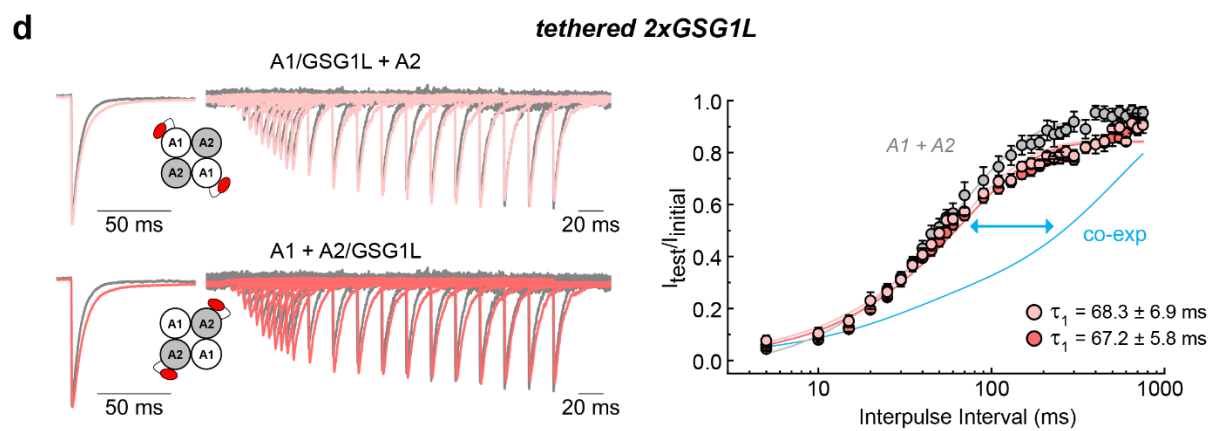 d
tethered 2xGSG1L
A1/GSG1L + A2
A1 A2
A2 A1
50 ms
20 ms
A1 + A2/GSG1L
A1 A2
A2 A1
50 ms
20 ms
Itest/Iinitial
1.0
0.8
0.6
0.4
0.2
0.0
A1 + A2
co-exp
τ1 = 68.3 ± 6.9 ms
τ1 = 67.2 ± 5.8 ms
10
100
1000
Interpulse Interval (ms)